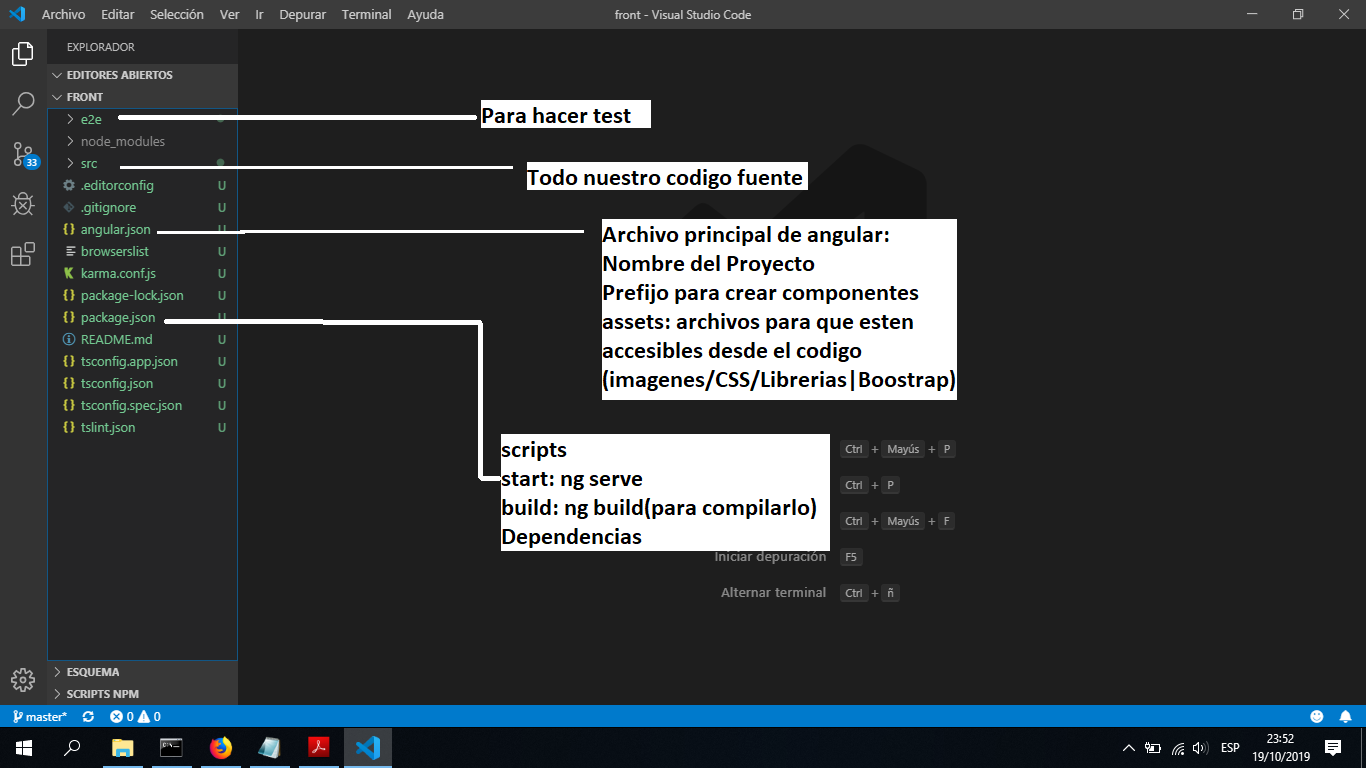 Archivo Editar Selección Ver Ir Depurar Terminal Ayuda
front - Visual Studio Code
EXPLORADOR
EDITORES ABIERTOS
FRONT
e2e
node_modules
src
.editorconfig U
.gitignore U
angular.json U
browserslist U
karma.conf.js U
package-lock.json U
package.json U
README.md U
tsconfig.app.json U
tsconfig.json U
tsconfig.spec.json U
tslint.json U
33
Para hacer test
Todo nuestro codigo fuente
Archivo principal de angular:
Nombre del Proyecto
Prefijo para crear componentes
assets: archivos para que esten
accesibles desde el codigo
(imagenes/CSS/Librerias|Boostrap)
scripts
start: ng serve
build: ng build(para compilarlo)
Dependencias
Ctrl + Mayús + P
Ctrl + P
Ctrl + Mayús + F
Iniciar depuración F5
Alternar terminal Ctrl + ñ
ESQUEMA
SCRIPTS NPM
master* 0 0
ESP
23:52
19/10/2019